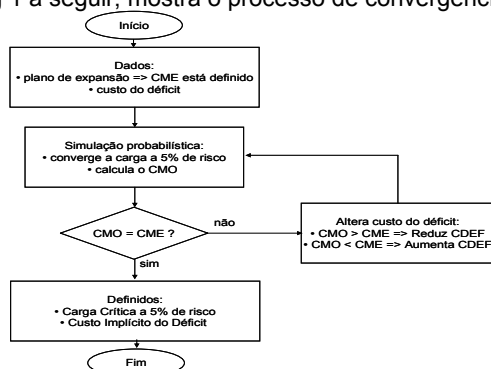 g 1 a seguir, mostra o processo de convergênci
Início
Dados:
• plano de expansão => CME está definido
• custo do déficit
Simulação probabilística:
• converge a carga a 5% de risco
• calcula o CMO
CMO = CME ?
não
Altera custo do déficit:
• CMO > CME => Reduz CDEF
• CMO < CME => Aumenta CDEF
sim
Definidos:
• Carga Crítica a 5% de risco
• Custo Implícito do Déficit
Fim